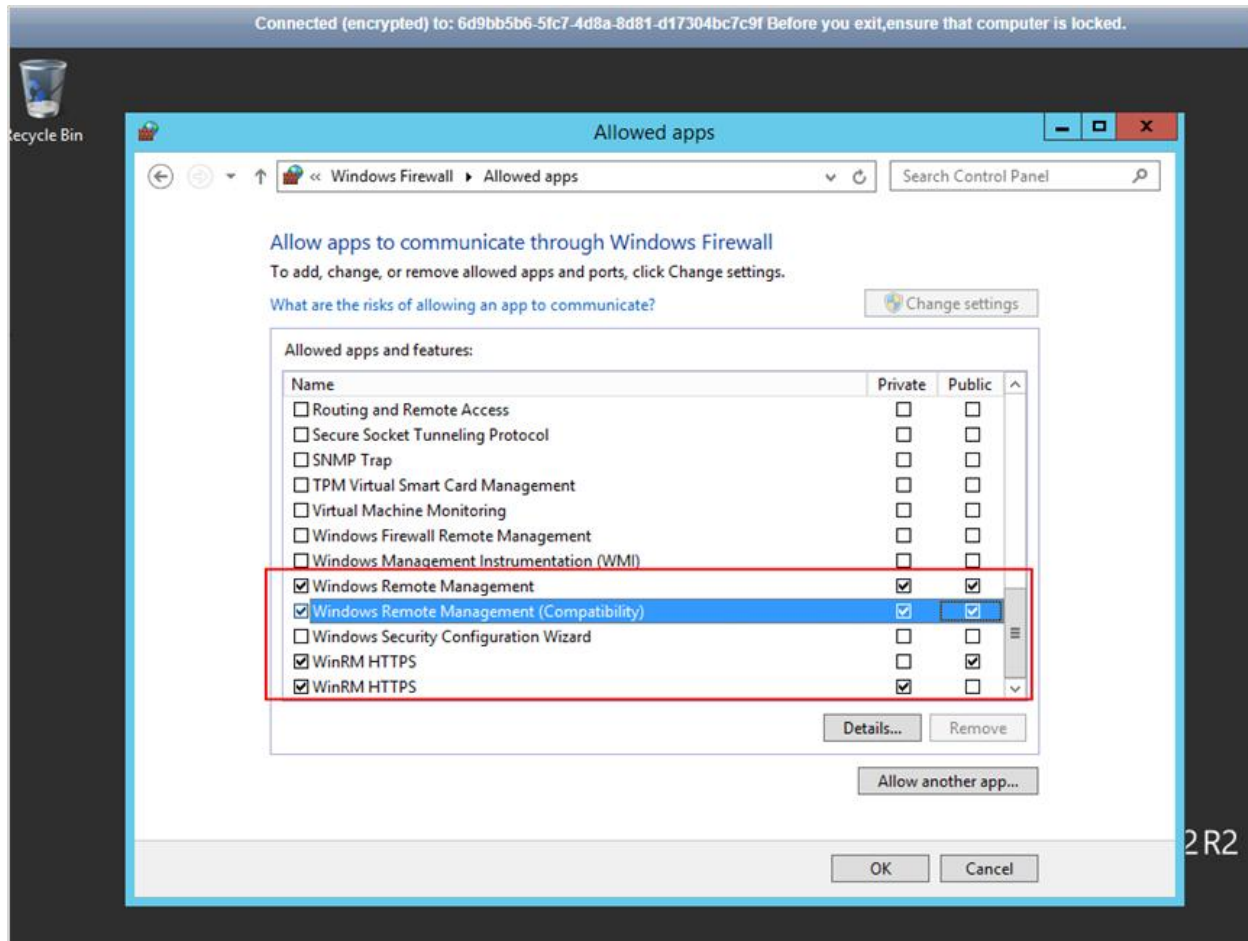 Connected (encrypted) to: 6d9bb5b6-5fc7-4d8a-8d81-d17304bc7c9f Before you exit,ensure that computer is locked.
ecycle Bin
Allowed apps
« Windows Firewall Allowed apps
Search Control Panel
Allow apps to communicate through Windows Firewall
To add, change, or remove allowed apps and ports, click Change settings.
What are the risks of allowing an app to communicate?
Change settings
Allowed apps and features:
Name Private Public
Routing and Remote Access
Secure Socket Tunneling Protocol
SNMP Trap
TPM Virtual Smart Card Management
Virtual Machine Monitoring
Windows Firewall Remote Management
Windows Management Instrumentation (WMI)
Windows Remote Management
Windows Remote Management (Compatibility)
Windows Security Configuration Wizard
WinRM HTTPS
WinRM HTTPS
Details... Remove
Allow another app...
2 R2
OK Cancel